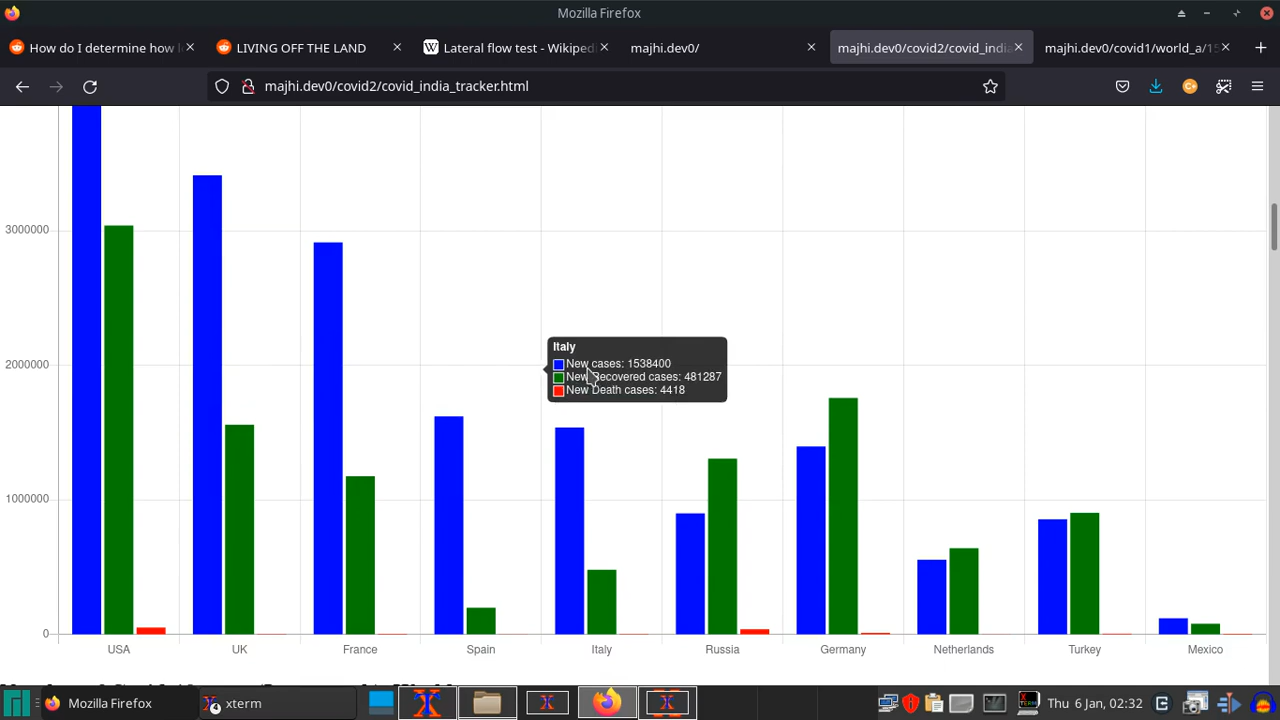 Mozilla Firefox
How do I determine how l
LIVING OFF THE LAND
Lateral flow test - Wikiped
majhi.dev0/
majhi.dev0/covid2/covid_india
majhi.dev0/covid1/world_a/15
majhi.dev0/covid2/covid_india_tracker.html
3000000
2000000
1000000
0
Italy
New cases: 1538400
New Recovered cases: 481287
New Death cases: 4418
USA
UK
France
Spain
Italy
Russia
Germany
Netherlands
Turkey
Mexico
Mozilla Firefox
xterm
Thu 6 Jan, 02:32